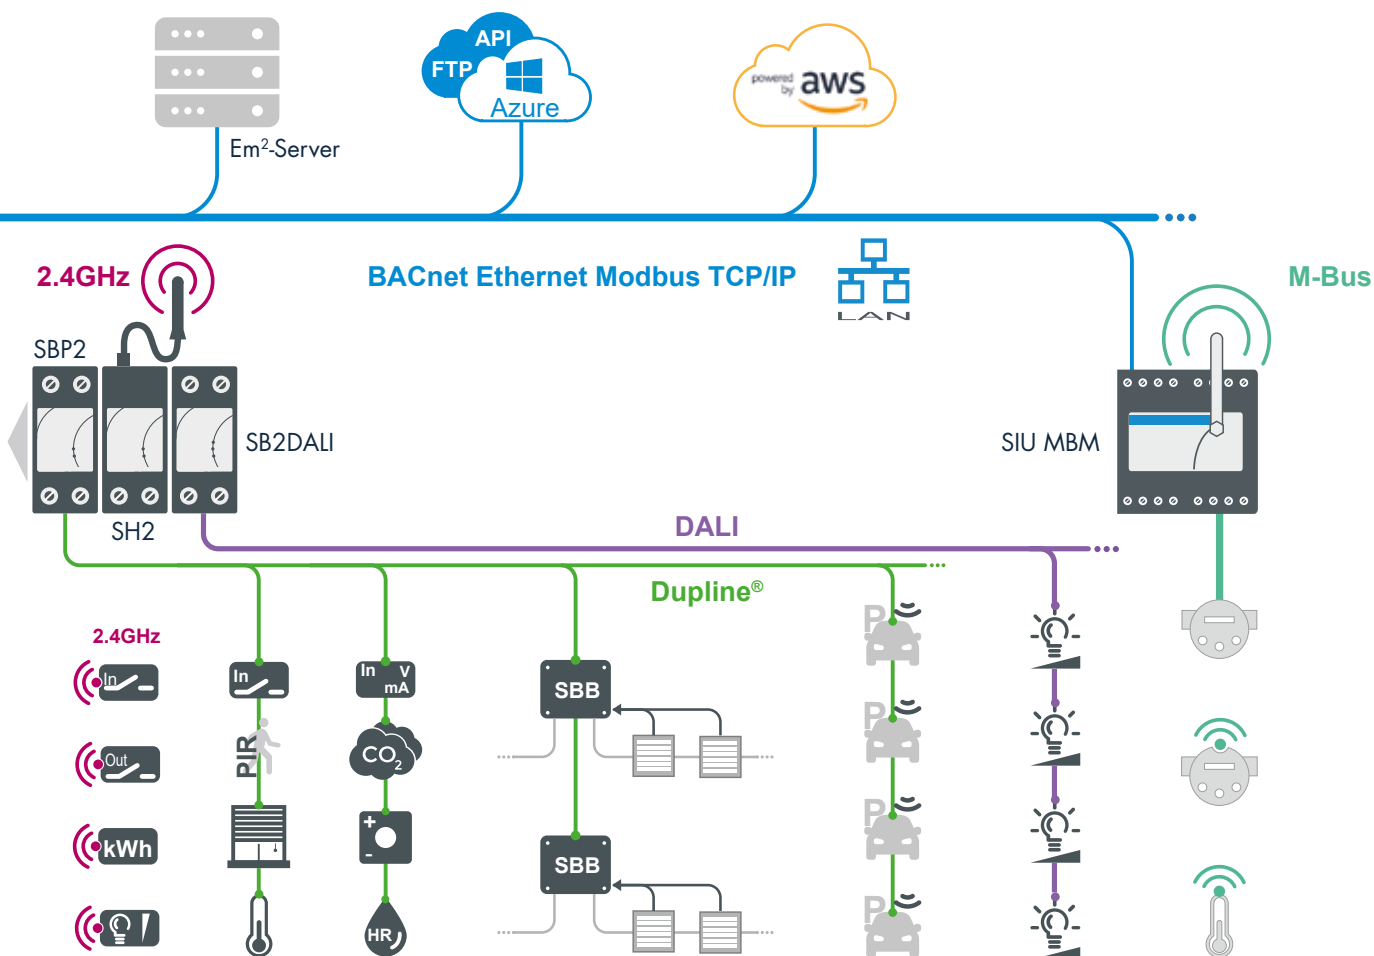 API
FTP
Azure
powered by aws
Em²-Server
2.4GHz
BACnet Ethernet Modbus TCP/IP
LAN
M-Bus
SBP2
SB2DALI
SH2
SIU MBM
DALI
Dupline®
2.4GHz
In
In
In V
mA
SBB
P
PIR
CO2
Out
P
+
-
kWh
P
SBB
HR
P